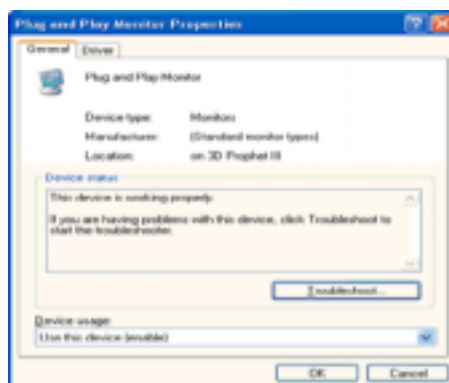 Plug and Play Monitor Properties
General Driver
Plug and Play Monitor
Device type: Monitors
Manufacturer: (Standard monitor types)
Location: on 3D Prophet III
Device status
This device is working properly.
If you are having problems with this device, click Troubleshoot to
start the troubleshooter.
Troubleshoot...
Device usage:
Use this device (enable)
OK Cancel